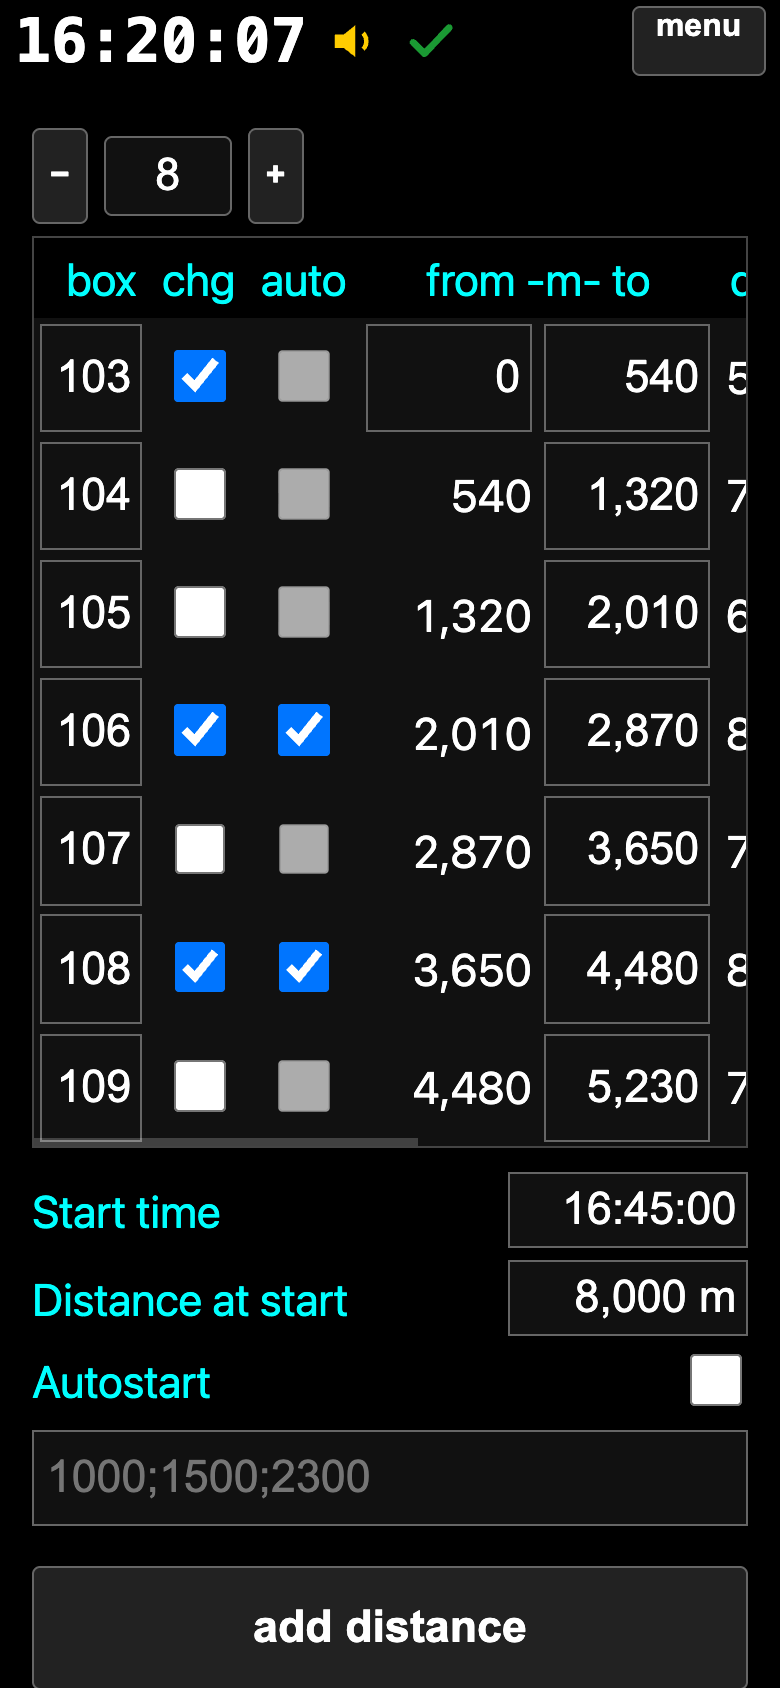 16:20:07 menu
- 8 +
box chg auto from -m- to
103 0 540
104 540 1,320
105 1,320 2,010
106 2,010 2,870
107 2,870 3,650
108 3,650 4,480
109 4,480 5,230
Start time 16:45:00
Distance at start 8,000 m
Autostart
1000;1500;2300
add distance